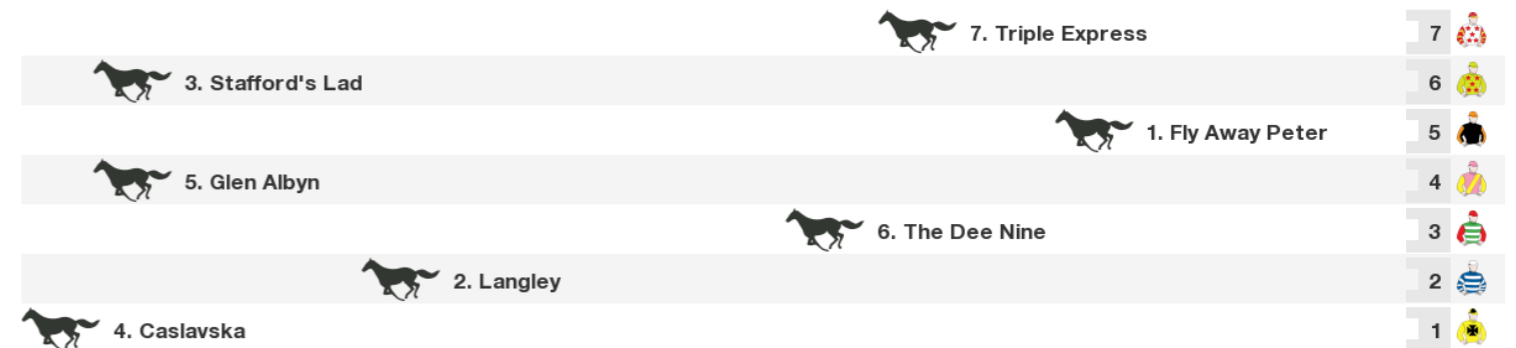 7. Triple Express 7
3. Stafford's Lad 6
1. Fly Away Peter 5
5. Glen Albyn 4
6. The Dee Nine 3
2. Langley 2
4. Caslavska 1